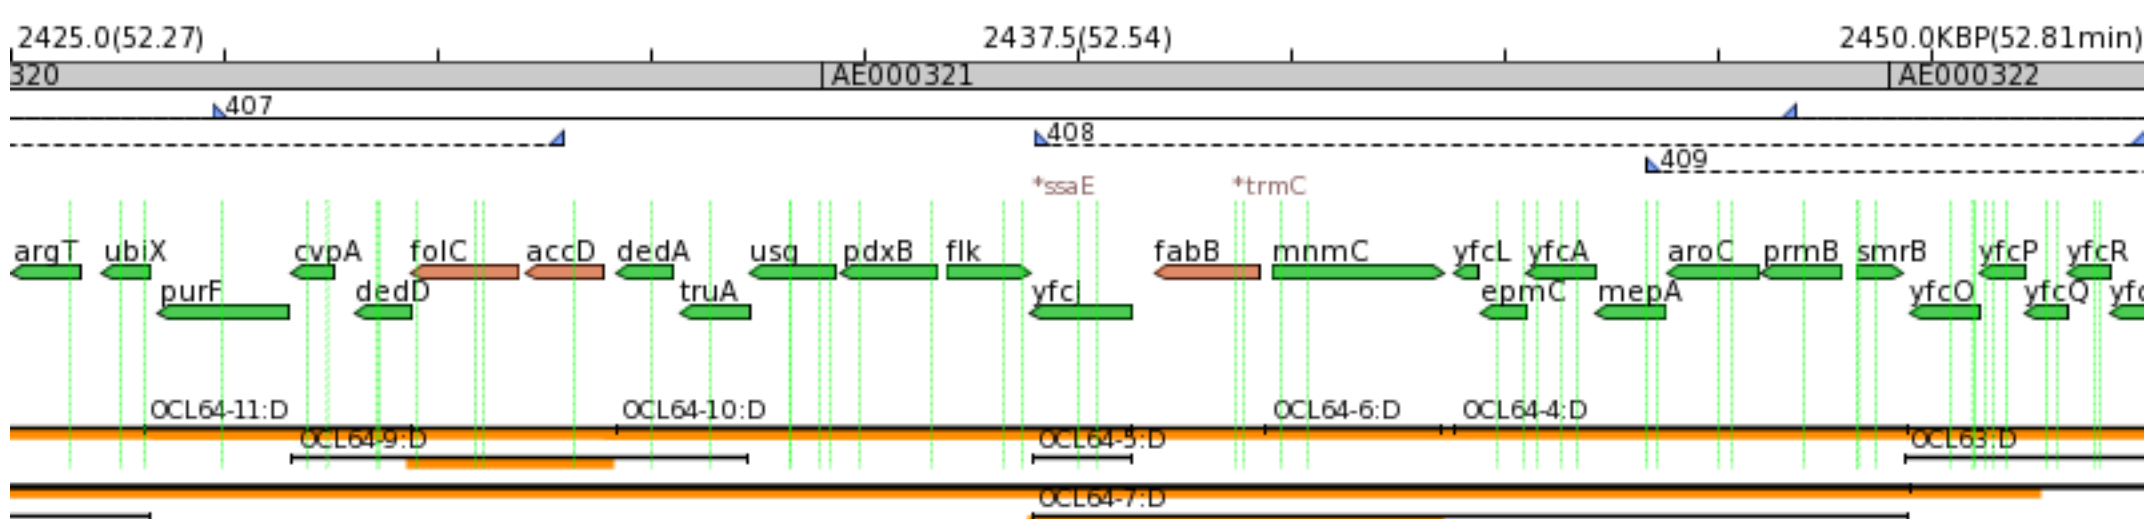 2425.0(52.27) 2437.5(52.54) 2450.0KBP(52.81min)
320 AE000321 AE000322
407
408
409
*ssaE *trmC
argT ubiX cvpA folC accD dedA usg pdxB flk fabB mnmC yfcL yfcA aroC prmB smrB yfcP yfcR
purF dedD truA yfcJ epmC mepA yfcO yfcQ
OCL64-11:D OCL64-10:D OCL64-6:D OCL64-4:D
OCL64-9:D OCL64-5:D OCL63:D
OCL64-7:D